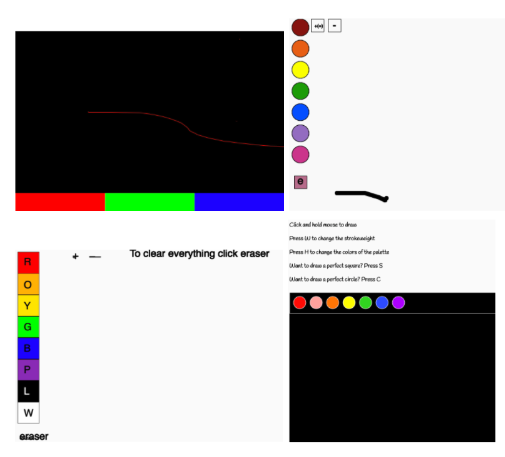 -
e
Click and hold mouse to draw
Press W to change the strokeweight
Press H to change the colors of the palette
Want to draw a perfect square? Press S
Want to draw a perfect circle? Press C
+ — To clear everything click eraser
R
O
Y
G
B
P
L
W
eraser